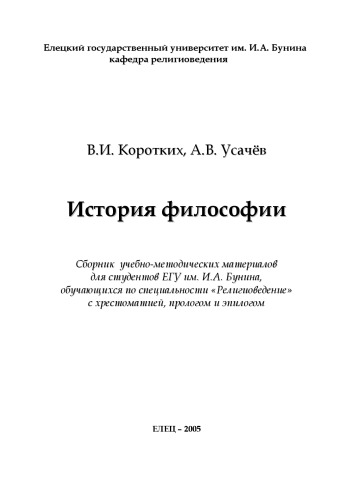 Елецкий государственный университет им. И.А. Бунина
кафедра религиоведения
В.И. Коротких, А.В. Усачёв
История философии
Сборник учебно-методических материалов
для студентов ЕГУ им. И.А. Бунина,
обучающихся по специальности «Религиоведение»
с хрестоматией, прологом и эпилогом
ЕЛЕЦ – 2005